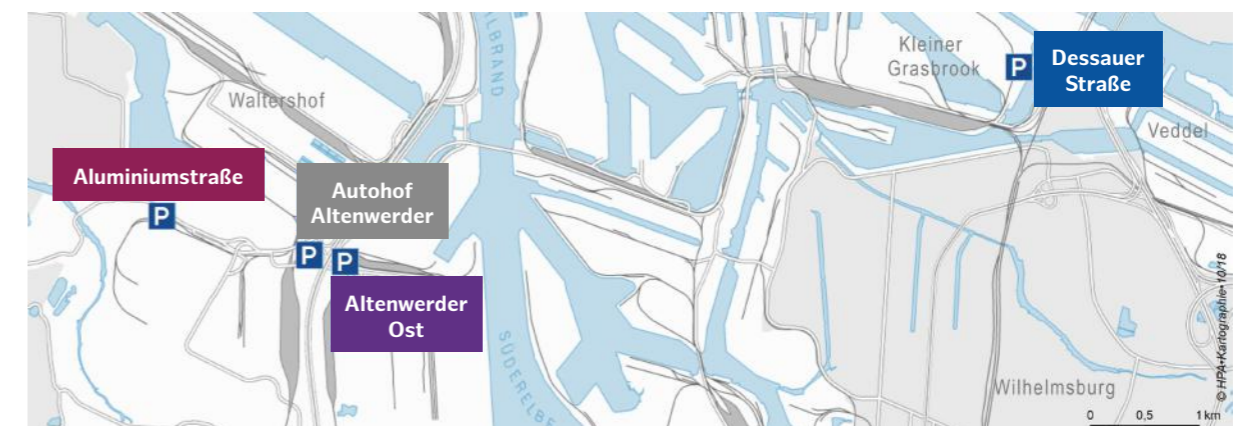 LBRAND
Kleiner
Grasbrook
P
Dessauer
Straße
Waltershof
Veddel
Aluminiumstraße
Autohof
Altenwerder
P
P
P
Altenwerder
Ost
SÜDERELBE
Wilhelmsburg
0 0,5 1 km
© HPA•Kartographie•10/18